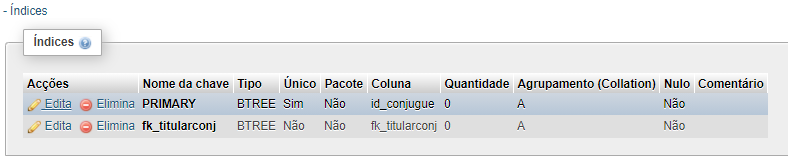 - Índices
Índices
Acções Nome da chave Tipo Único Pacote Coluna Quantidade Agrupamento (Collation) Nulo Comentário
Edita Elimina PRIMARY BTREE Sim Não id_conjugue 0 A Não
Edita Elimina fk_titularconj BTREE Não Não fk_titularconj 0 A Não